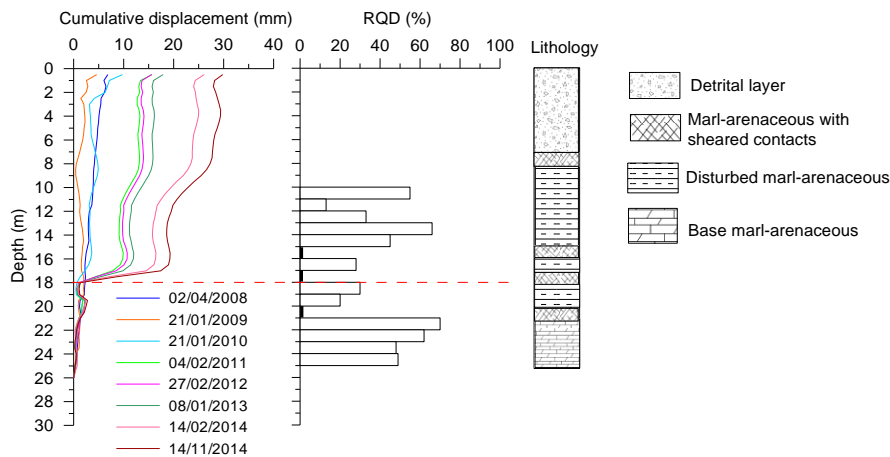 Cumulative displacement (mm)
0 10 20 30 40
RQD (%)
0 20 40 60 80 100
Lithology
Depth (m)
0
2
4
6
8
10
12
14
16
18
20
22
24
26
28
30
02/04/2008
21/01/2009
21/01/2010
04/02/2011
27/02/2012
08/01/2013
14/02/2014
14/11/2014
Detrital layer
Marl-arenaceous with
sheared contacts
Disturbed marl-arenaceous
Base marl-arenaceous